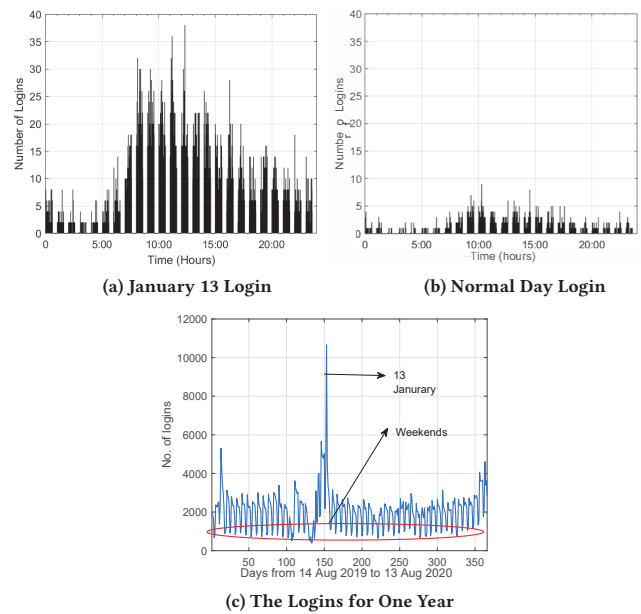 40
35
30
25
20
15
10
5
0
Number of Logins
0 5:00 10:00 15:00 20:00
Time (Hours)
(a) January 13 Login
40
35
30
25
20
15
10
5
0
Numbe r o f Logins
0 5:00 10:00 15:00 20:00
Time (hours)
(b) Normal Day Login
12000
10000
8000
6000
4000
2000
0
No. of logins
13
Janurary
Weekends
50 100 150 200 250 300 350
Days from 14 Aug 2019 to 13 Aug 2020
(c) The Logins for One Year